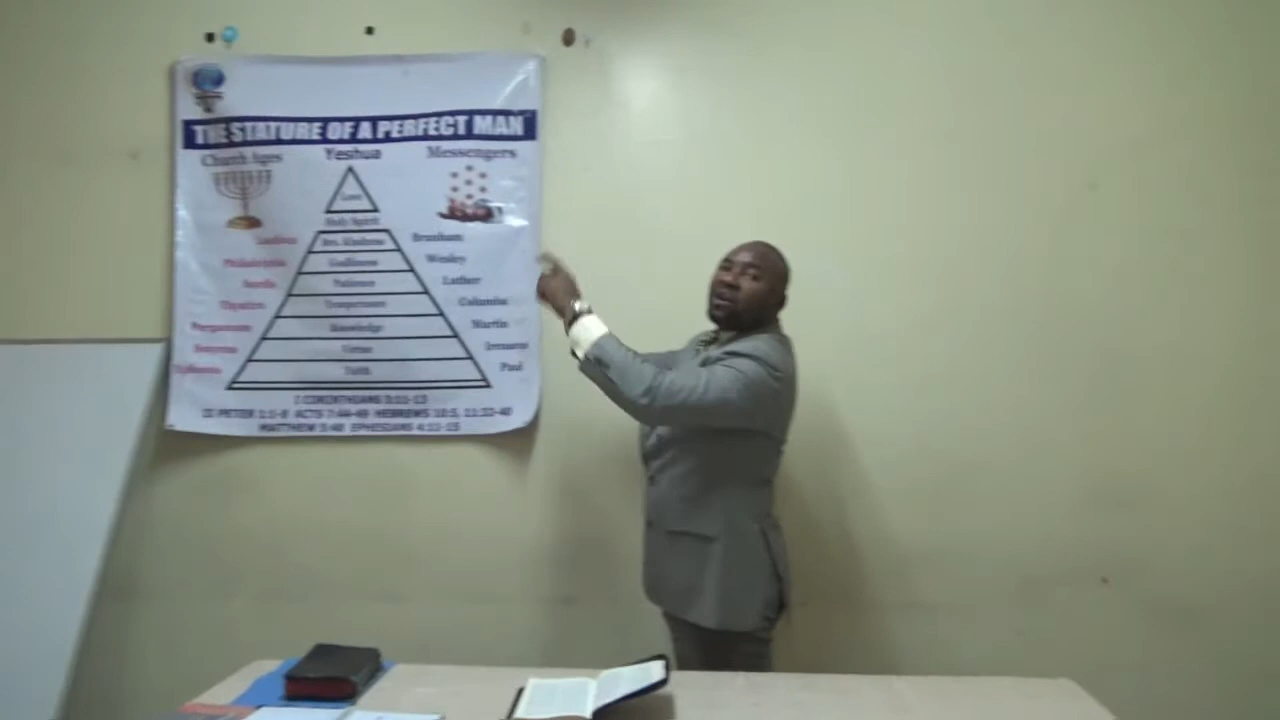 THE STATURE OF A PERFECT MAN
Church Ages Yeshua Messengers
Love
Holy Spirit
Laodicea Bro. Kindness Branham
Philadelphia Godliness Wesley
Sardis Patience Luther
Thyatira Temperance Columba
Pergamum Knowledge Martin
Smyrna Virtue Irenaeus
Ephesus Faith Paul
I CORINTHIANS 3:11-13
II PETER 1:1-8 ACTS 7:44-49 HEBREWS 10:5, 11:32-40
MATTHEW 5:48 EPHESIANS 4:11-15